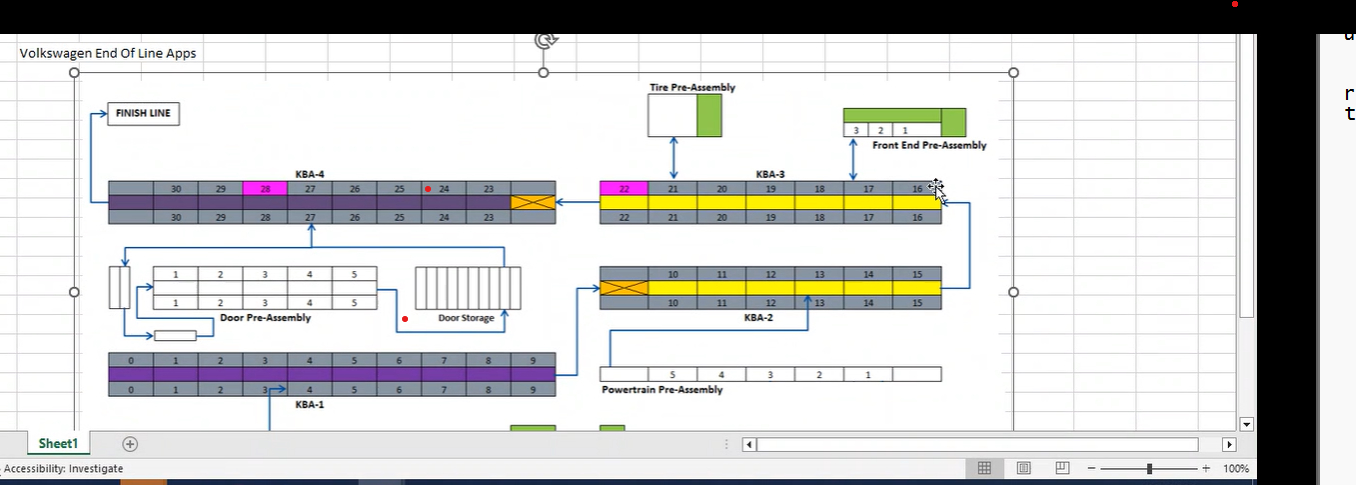 Volkswagen End Of Line Apps
Tire Pre-Assembly
FINISH LINE
3 2 1
Front End Pre-Assembly
KBA-4
KBA-3
30 29 28 27 26 25 24 23
22 21 20 19 18 17 16
30 29 28 27 26 25 24 23
22 21 20 19 18 17 16
1 2 3 4 5
10 11 12 13 14 15
1 2 3 4 5
10 11 12 13 14 15
Door Pre-Assembly
Door Storage
KBA-2
0 1 2 3 4 5 6 7 8 9
5 4 3 2 1
0 1 2 3 4 5 6 7 8 9
Powertrain Pre-Assembly
KBA-1
Sheet1
Accessibility: Investigate
100%
r
t